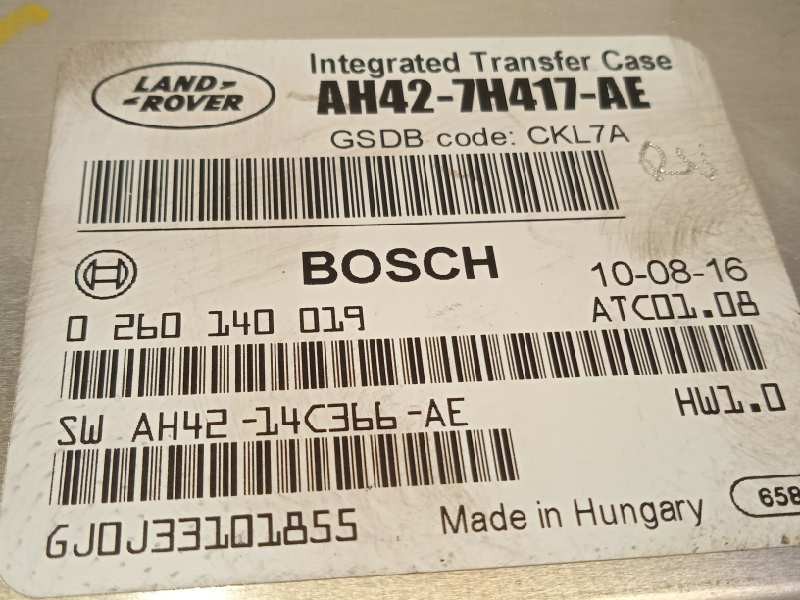 LAND-
-ROVER
Integrated Transfer Case
AH42-7H417-AE
GSDB code: CKL7A
BOSCH
10-08-16
0 260 140 019
ATC01.08
SW AH42-14C366-AE
HW1.0
GJ0J33101855
Made in Hungary
658